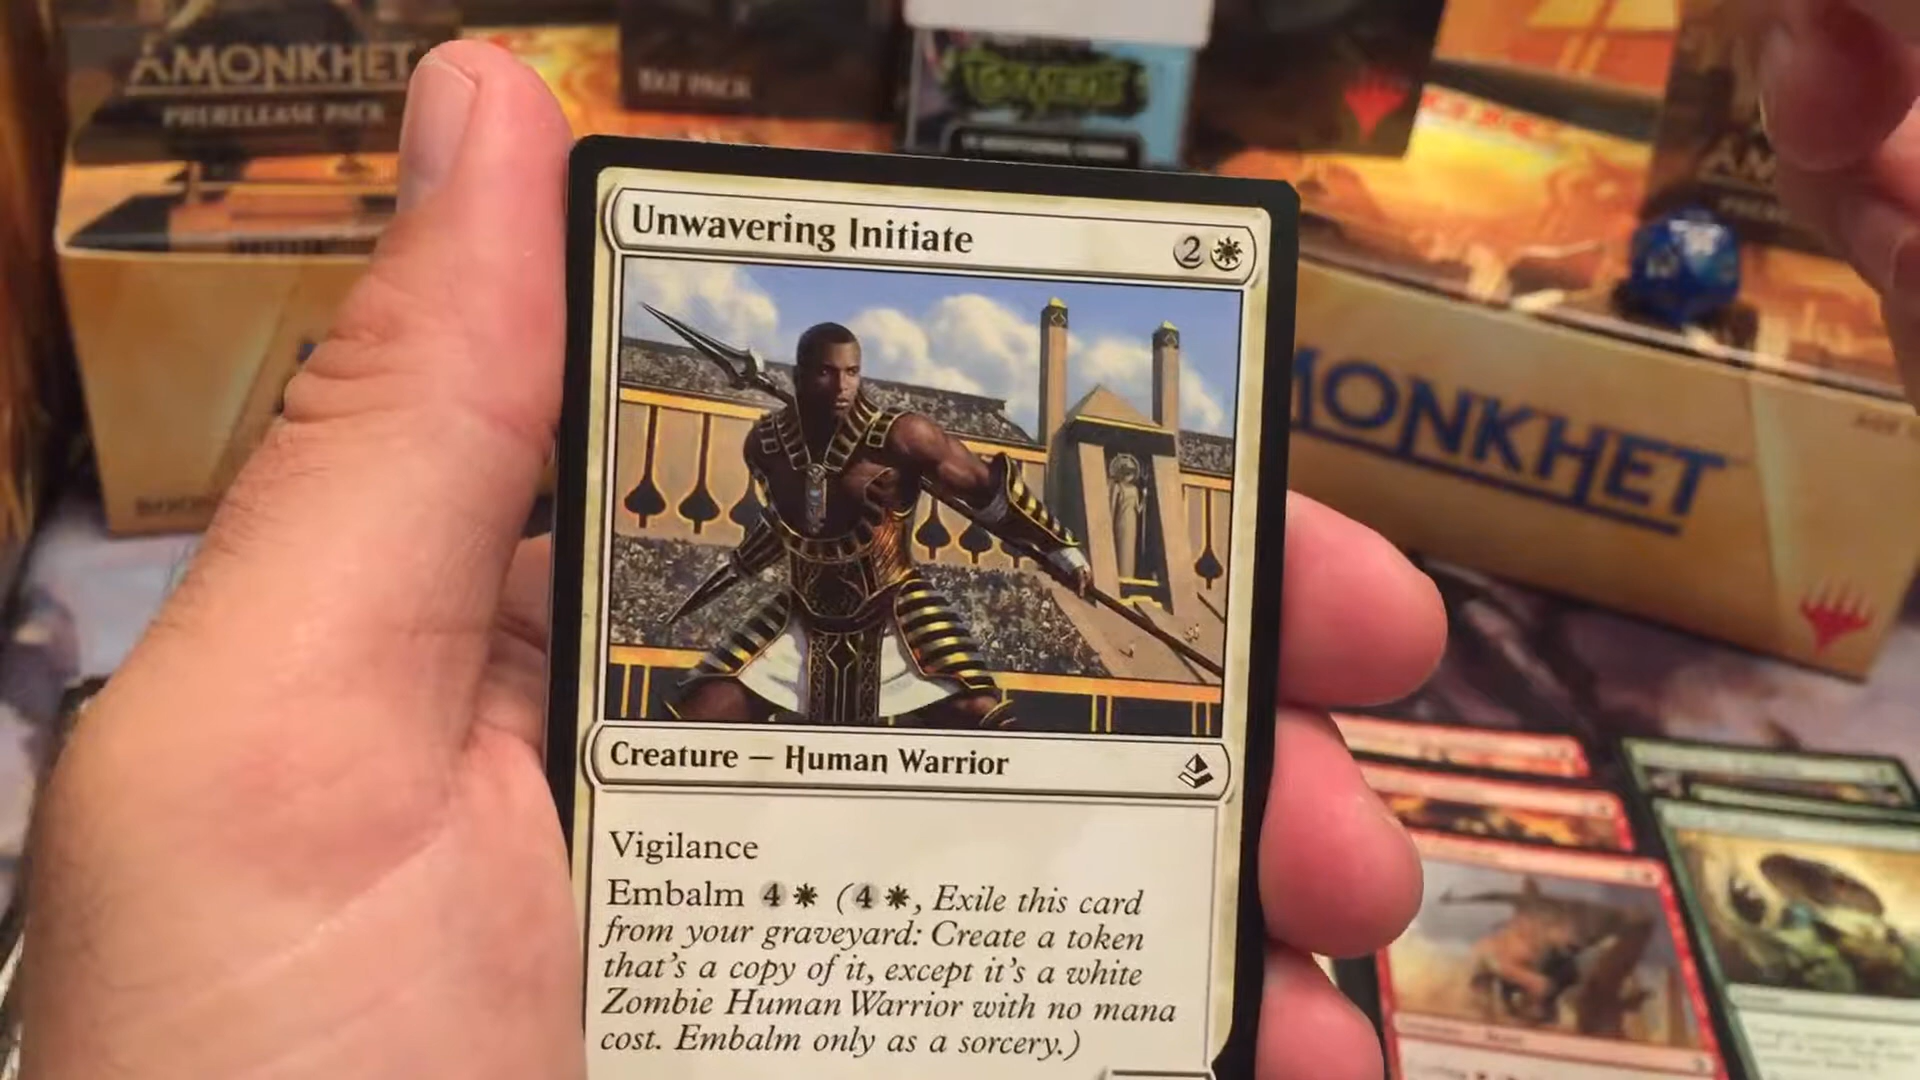 AMONKHET
PRERELEASE PACK
Unwavering Initiate 2
AMONKHET
Creature — Human Warrior
Vigilance
Embalm 4 (4, Exile this card
from your graveyard: Create a token
that's a copy of it, except it's a white
Zombie Human Warrior with no mana
cost. Embalm only as a sorcery.)